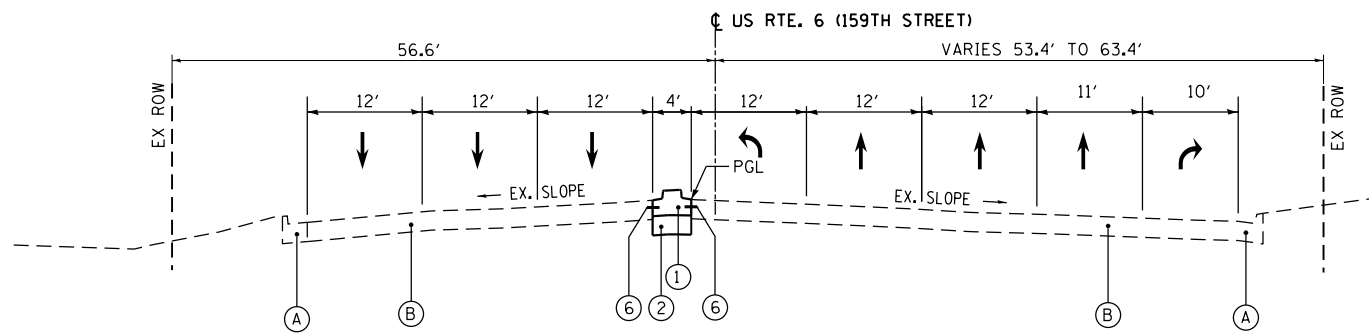 ℄ US RTE. 6 (159TH STREET)
56.6'
VARIES 53.4' TO 63.4'
EX ROW
EX ROW
12'
12'
12'
4'
12'
12'
12'
11'
10'
PGL
EX. SLOPE
EX. SLOPE
A
B
6
2
1
6
B
A